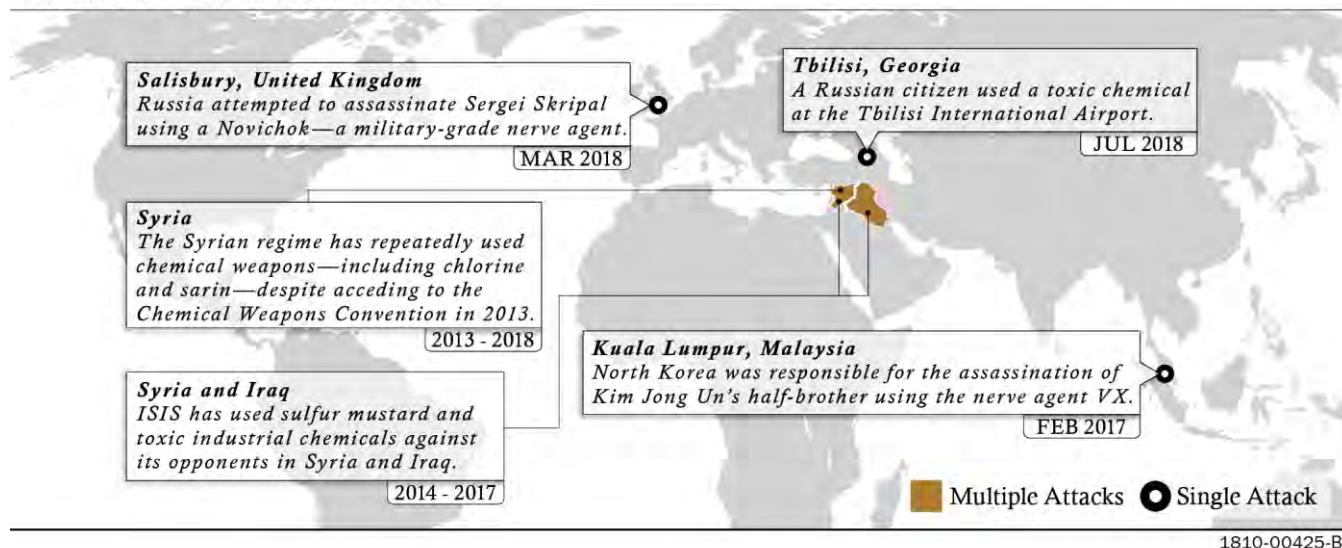 Salisbury, United Kingdom
Russia attempted to assassinate Sergei Skripal
using a Novichok—a military-grade nerve agent.
MAR 2018
Tbilisi, Georgia
A Russian citizen used a toxic chemical
at the Tbilisi International Airport.
JUL 2018
Syria
The Syrian regime has repeatedly used
chemical weapons—including chlorine
and sarin—despite acceding to the
Chemical Weapons Convention in 2013.
2013 - 2018
Kuala Lumpur, Malaysia
North Korea was responsible for the assassination of
Kim Jong Un's half-brother using the nerve agent VX.
FEB 2017
Syria and Iraq
ISIS has used sulfur mustard and
toxic industrial chemicals against
its opponents in Syria and Iraq.
2014 - 2017
Multiple Attacks
Single Attack
1810-00425-B